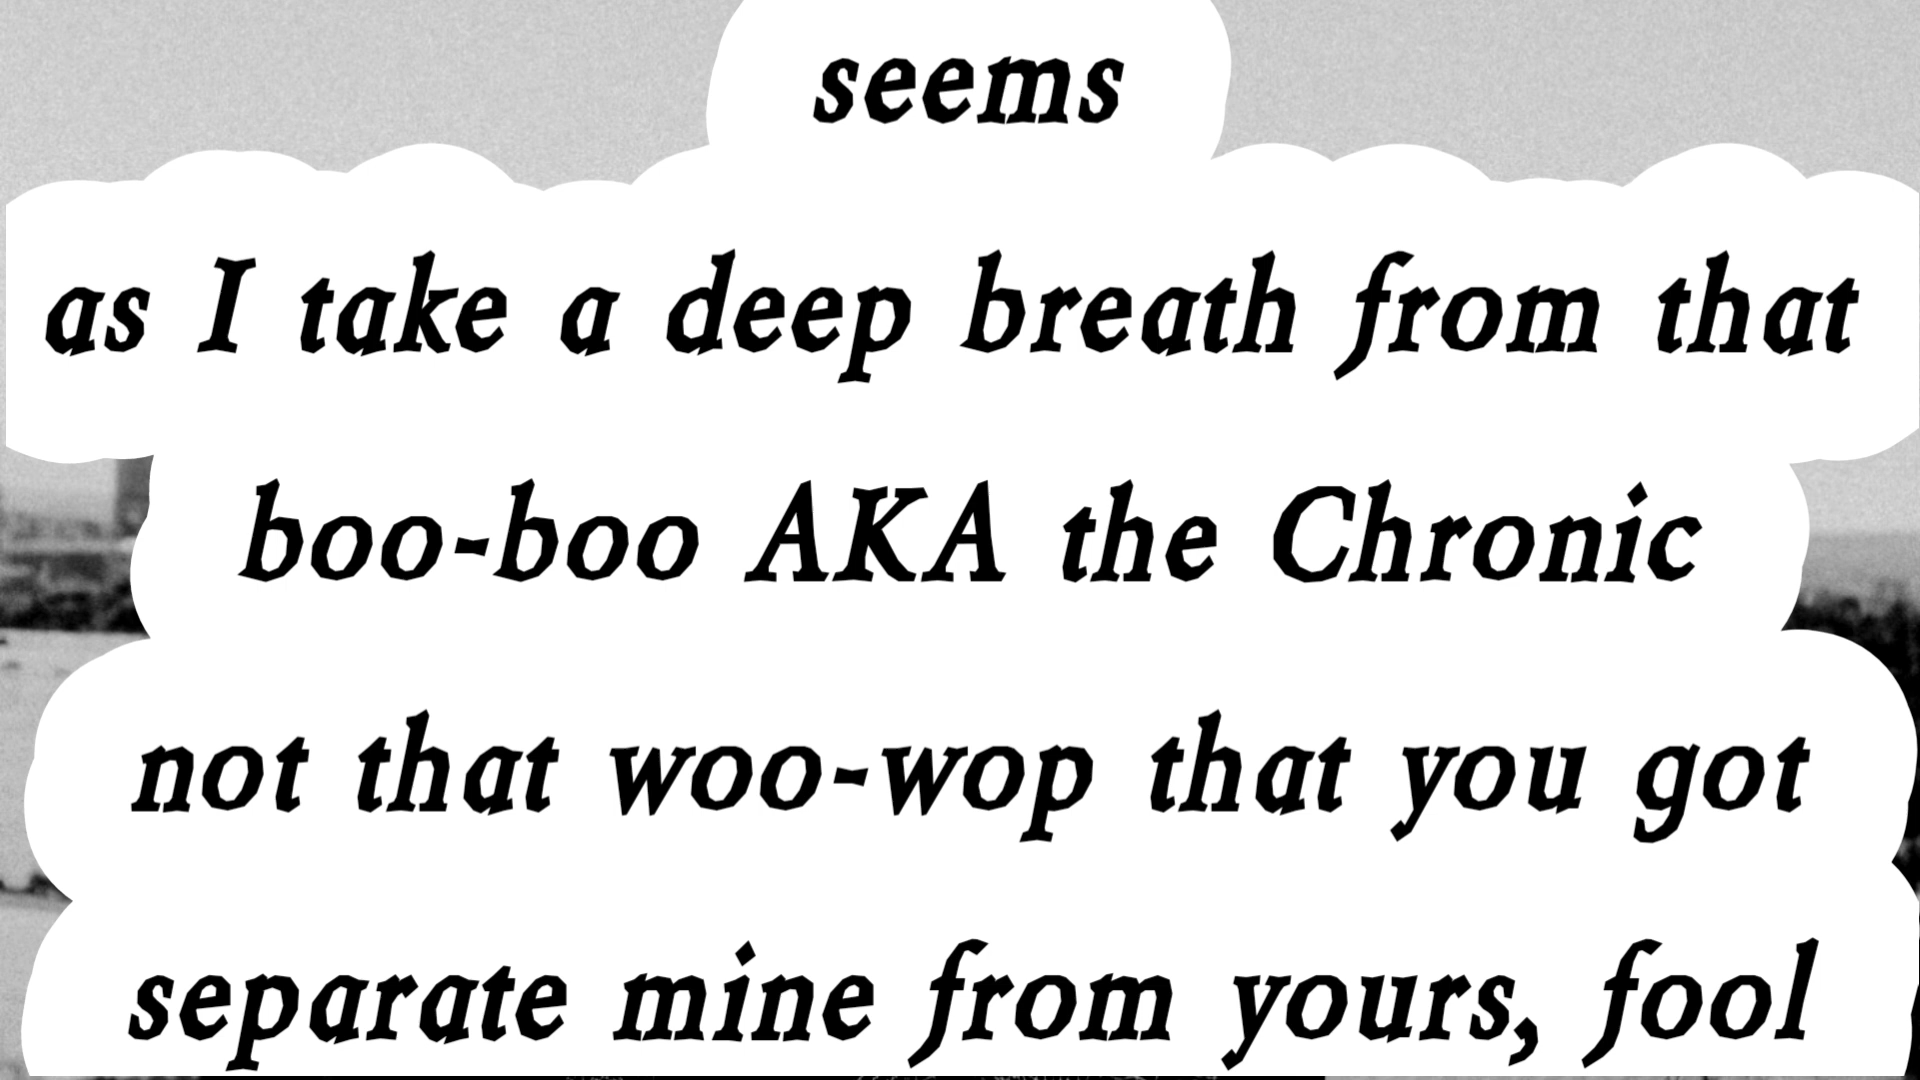 seems
as I take a deep breath from that
boo-boo AKA the Chronic
not that woo-wop that you got
separate mine from yours, fool